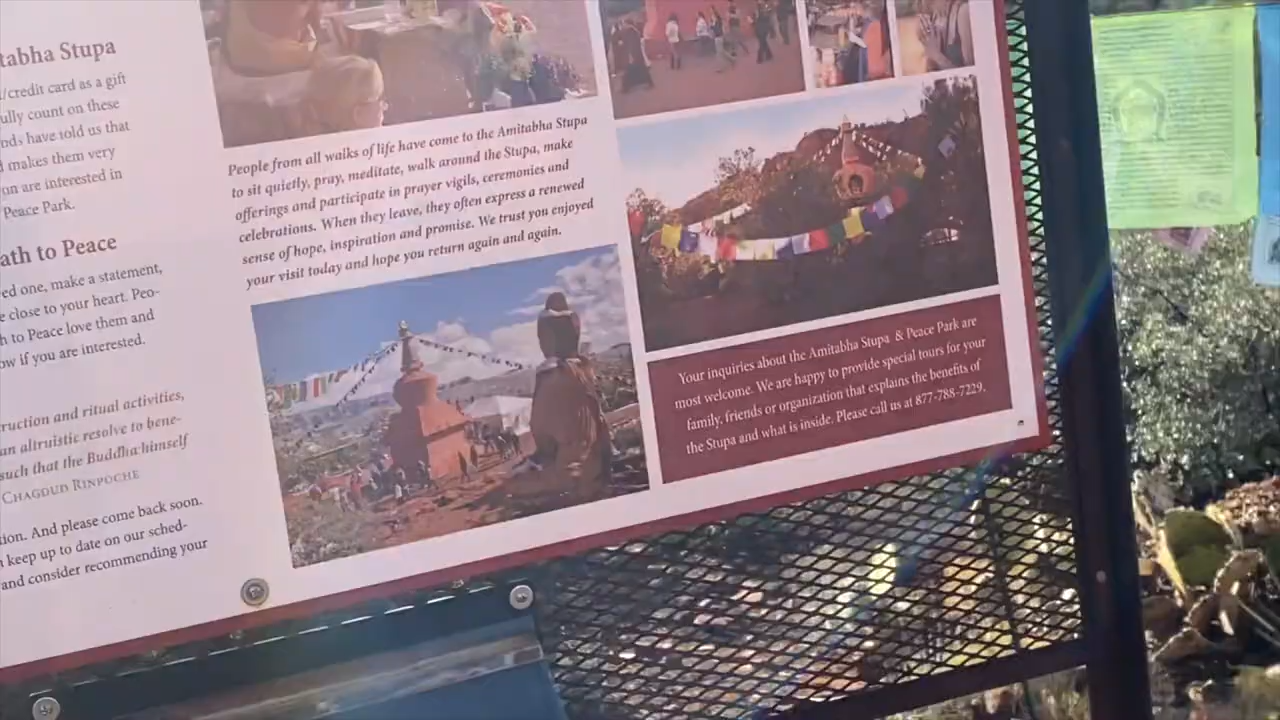 tabha Stupa
/credit card as a gift
ully count on these
nds have told us that
makes them very
on are interested in
Peace Park.
ath to Peace
ed one, make a statement,
e close to your heart. Peo-
h to Peace love them and
ow if you are interested.
ruction and ritual activities,
an altruistic resolve to bene-
such that the Buddha himself
CHAGDUD RINPOCHE
tion. And please come back soon.
keep up to date on our sched-
and consider recommending your
People from all walks of life have come to the Amitabha Stupa
to sit quietly, pray, meditate, walk around the Stupa, make
offerings and participate in prayer vigils, ceremonies and
celebrations. When they leave, they often express a renewed
sense of hope, inspiration and promise. We trust you enjoyed
your visit today and hope you return again and again.
Your inquiries about the Amitabha Stupa & Peace Park are
most welcome. We are happy to provide special tours for your
family, friends or organization that explains the benefits of
the Stupa and what is inside. Please call us at 877-788-7229.